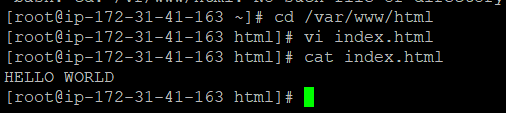 [root@ip-172-31-41-163 ~]# cd /var/www/html
[root@ip-172-31-41-163 html]# vi index.html
[root@ip-172-31-41-163 html]# cat index.html
HELLO WORLD
[root@ip-172-31-41-163 html]#